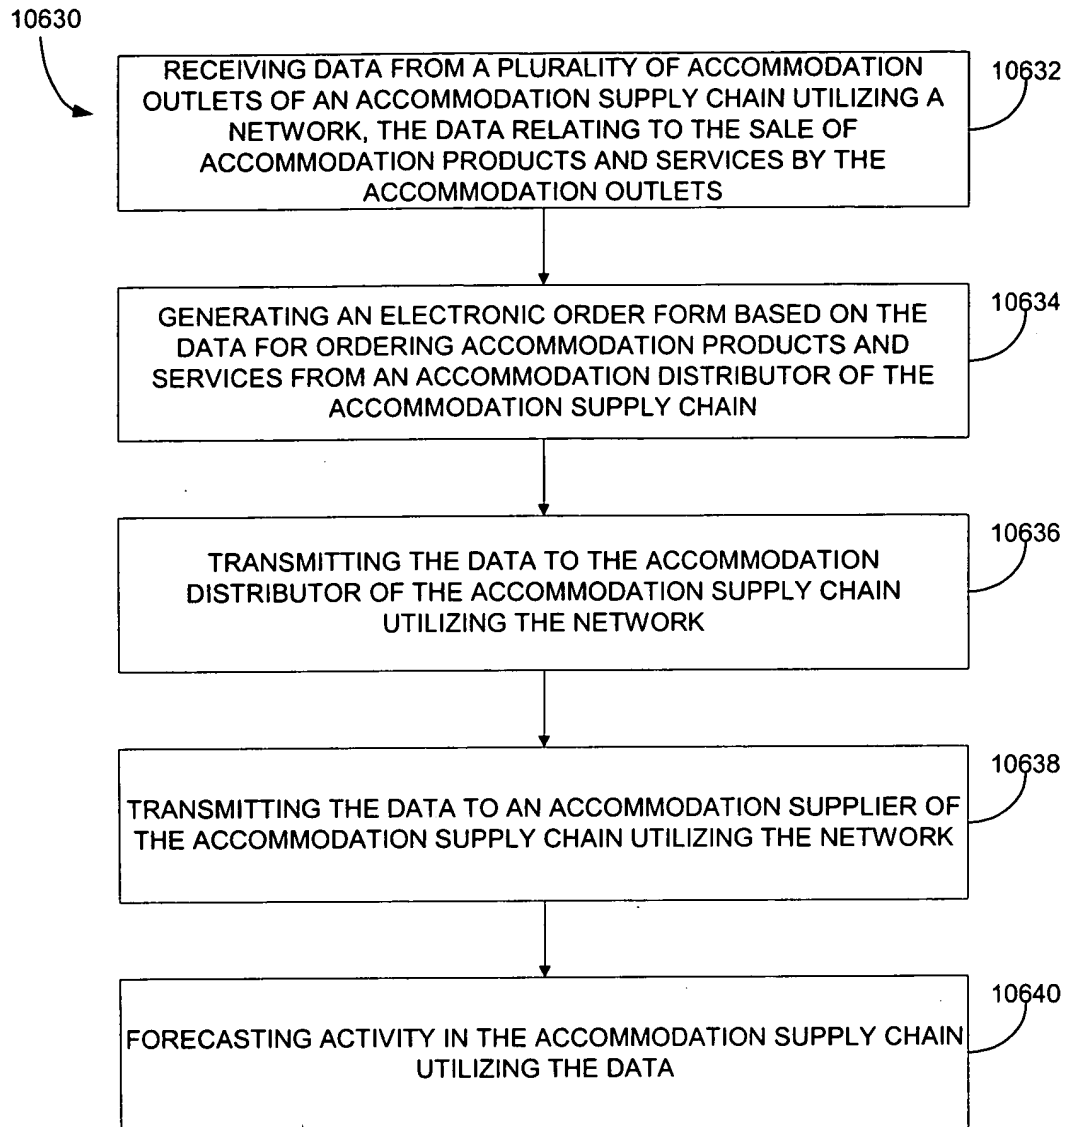 10630
RECEIVING DATA FROM A PLURALITY OF ACCOMMODATION
OUTLETS OF AN ACCOMMODATION SUPPLY CHAIN UTILIZING A
NETWORK, THE DATA RELATING TO THE SALE OF
ACCOMMODATION PRODUCTS AND SERVICES BY THE
ACCOMMODATION OUTLETS
10632
GENERATING AN ELECTRONIC ORDER FORM BASED ON THE
DATA FOR ORDERING ACCOMMODATION PRODUCTS AND
SERVICES FROM AN ACCOMMODATION DISTRIBUTOR OF THE
ACCOMMODATION SUPPLY CHAIN
10634
TRANSMITTING THE DATA TO THE ACCOMMODATION
DISTRIBUTOR OF THE ACCOMMODATION SUPPLY CHAIN
UTILIZING THE NETWORK
10636
TRANSMITTING THE DATA TO AN ACCOMMODATION SUPPLIER OF
THE ACCOMMODATION SUPPLY CHAIN UTILIZING THE NETWORK
10638
FORECASTING ACTIVITY IN THE ACCOMMODATION SUPPLY CHAIN
UTILIZING THE DATA
10640